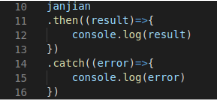 10 janjian
11 .then((result)=>{
12     console.log(result)
13 })
14 .catch((error)=>{
15     console.log(error)
16 })